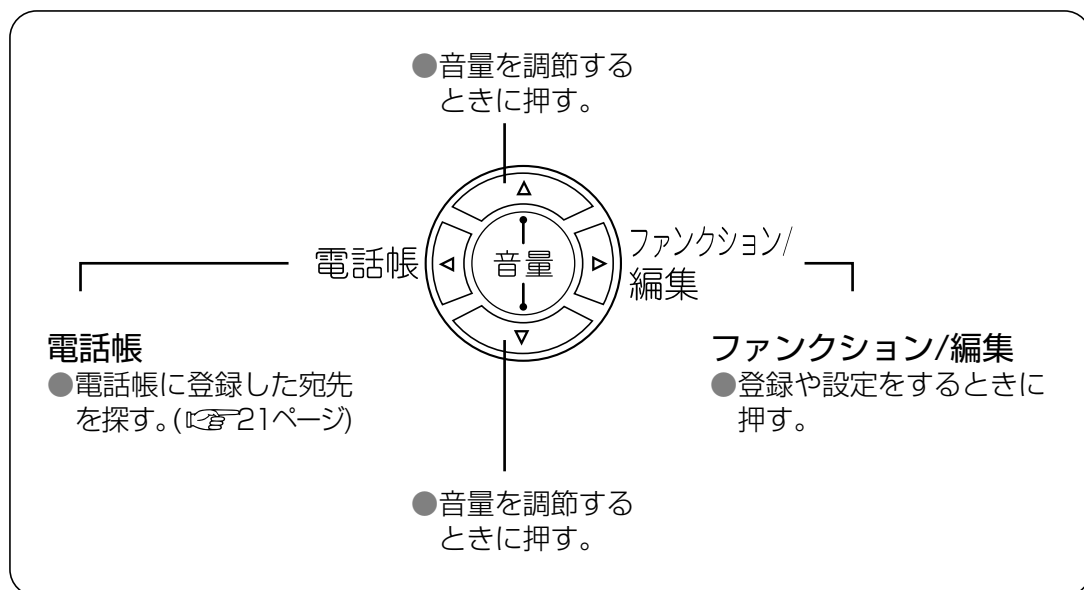 ●音量を調節する
ときに押す。
電話帳
音量
ファンクション/
編集
電話帳
●電話帳に登録した宛先
を探す。(☞21ページ)
ファンクション/編集
●登録や設定をするときに
押す。
●音量を調節する
ときに押す。